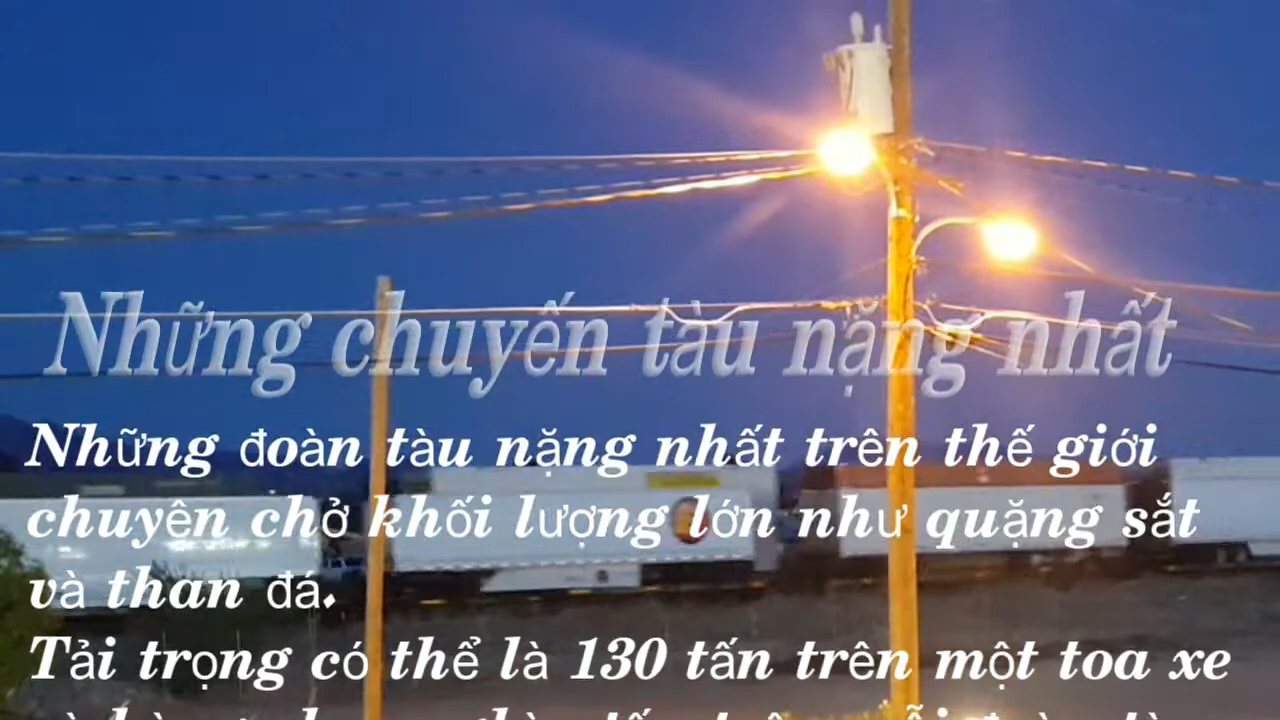 Những chuyến tàu nặng nhất
Những đoàn tàu nặng nhất trên thế giới
chuyên chở khối lượng lớn như quặng sắt
và than đá.
Tải trọng có thể là 130 tấn trên một toa xe